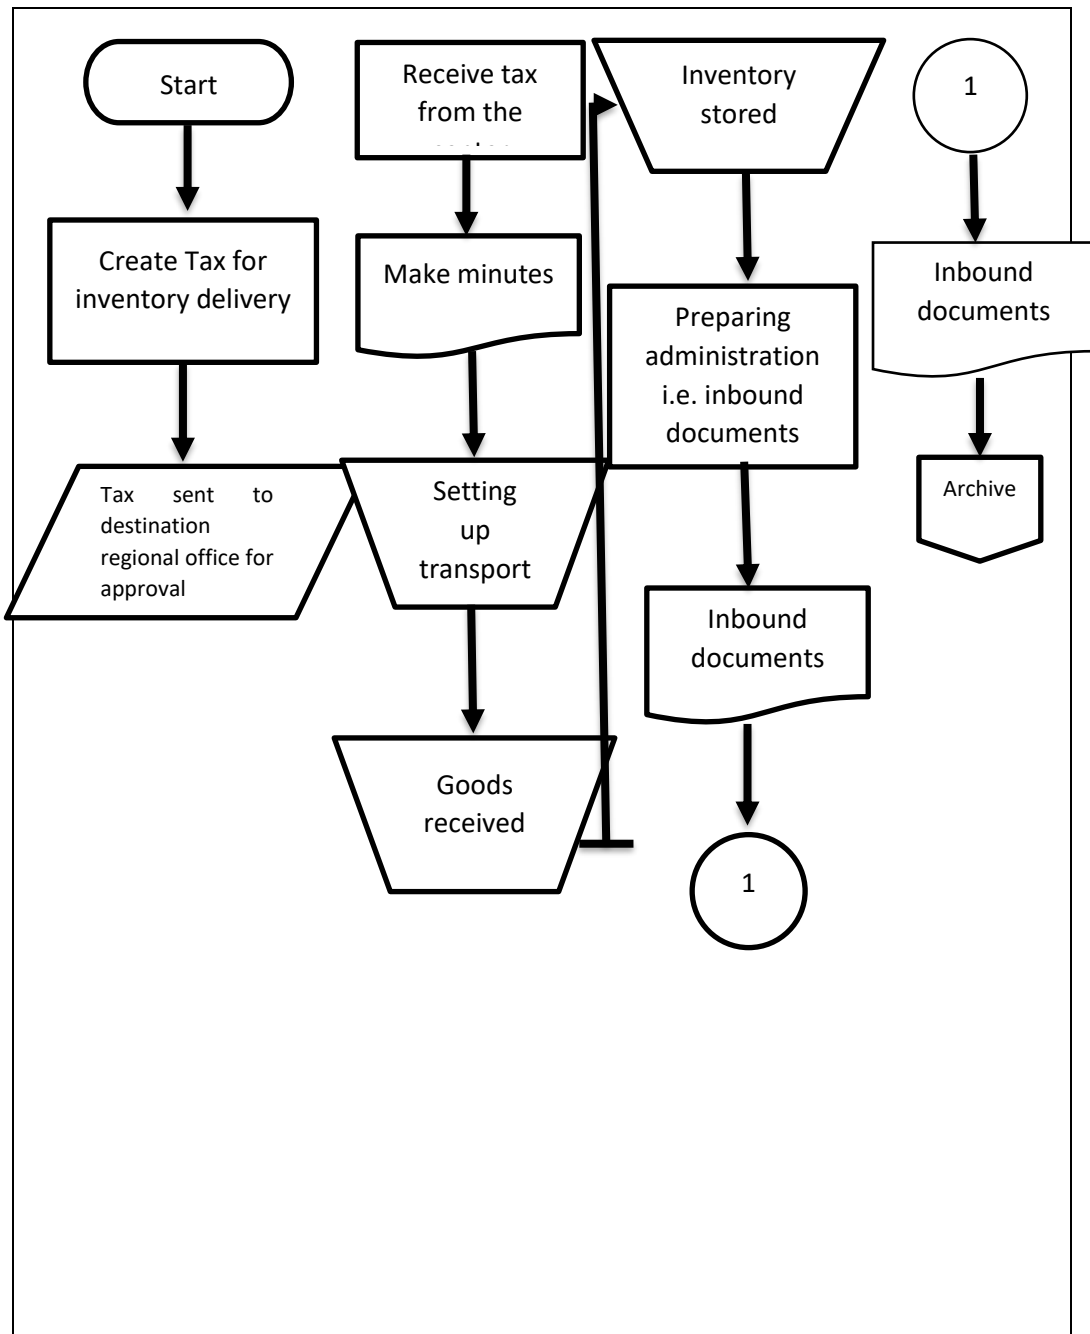 Start
Create Tax for
inventory delivery
Tax sent to
destination
regional office for
approval
Receive tax
from the
Make minutes
Setting
up
transport
Goods
received
Inventory
stored
Preparing
administration
i.e. inbound
documents
Inbound
documents
1
1
Inbound
documents
Archive